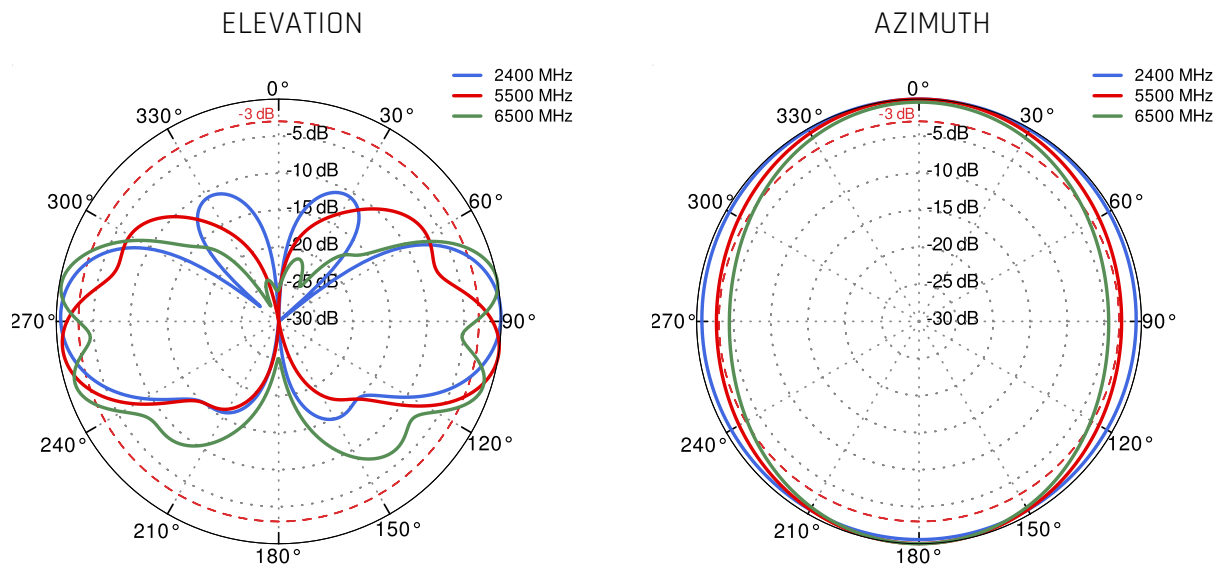 ELEVATION
2400 MHz
5500 MHz
6500 MHz
0°
-3 dB
330°
30°
-5 dB
-10 dB
300°
60°
-15 dB
-20 dB
-25 dB
270°
-30 dB
90°
240°
120°
210°
150°
180°
AZIMUTH
2400 MHz
5500 MHz
6500 MHz
0°
-3 dB
330°
30°
-5 dB
-10 dB
300°
60°
-15 dB
-20 dB
-25 dB
270°
-30 dB
90°
240°
120°
210°
150°
180°